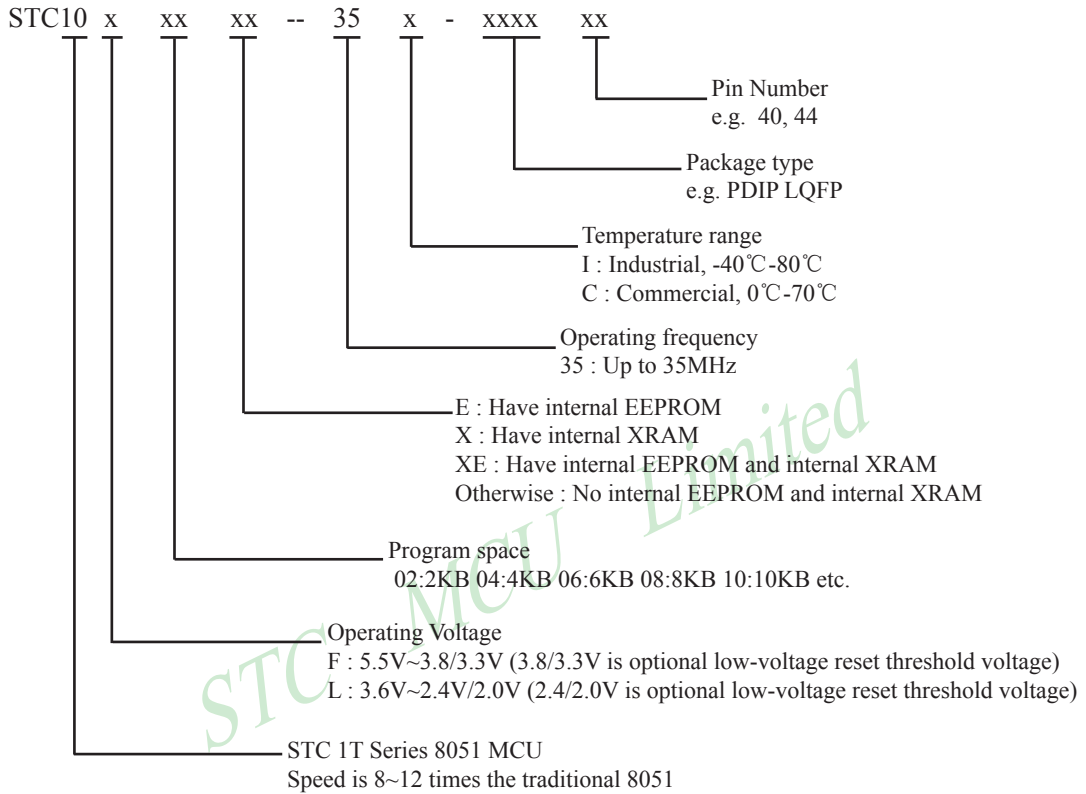 STC10 x xx xx -- 35 x - xxxx xx
Pin Number
e.g. 40, 44
Package type
e.g. PDIP LQFP
Temperature range
I : Industrial, -40℃-80℃
C : Commercial, 0℃-70℃
Operating frequency
35 : Up to 35MHz
E : Have internal EEPROM
X : Have internal XRAM
XE : Have internal EEPROM and internal XRAM
Otherwise : No internal EEPROM and internal XRAM
Program space
02:2KB 04:4KB 06:6KB 08:8KB 10:10KB etc.
Operating Voltage
F : 5.5V~3.8/3.3V (3.8/3.3V is optional low-voltage reset threshold voltage)
L : 3.6V~2.4V/2.0V (2.4/2.0V is optional low-voltage reset threshold voltage)
STC 1T Series 8051 MCU
Speed is 8~12 times the traditional 8051
STC MCU Limited